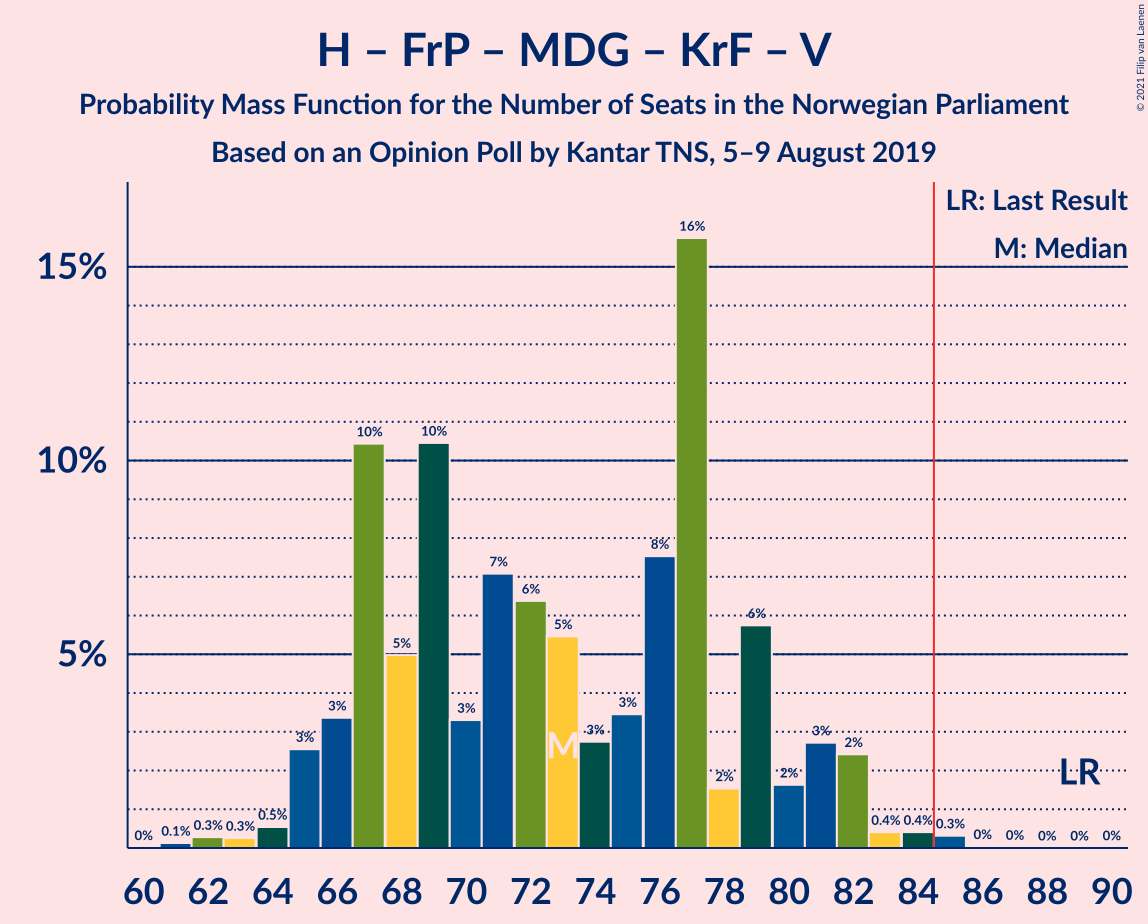 H – FrP – MDG – KrF – V
Probability Mass Function for the Number of Seats in the Norwegian Parliament
Based on an Opinion Poll by Kantar TNS, 5–9 August 2019
© 2021 Filip van Laenen
LR: Last Result
M: Median
15%
10%
5%
0% 0.1% 0.3% 0.3% 0.5% 3% 3% 10% 5% 10% 3% 7% 6% 5% 3% 3% 8% 16% 2% 6% 2% 3% 2% 0.4% 0.4% 0.3% 0% 0% 0% 0% 0%
M
LR
60 62 64 66 68 70 72 74 76 78 80 82 84 86 88 90